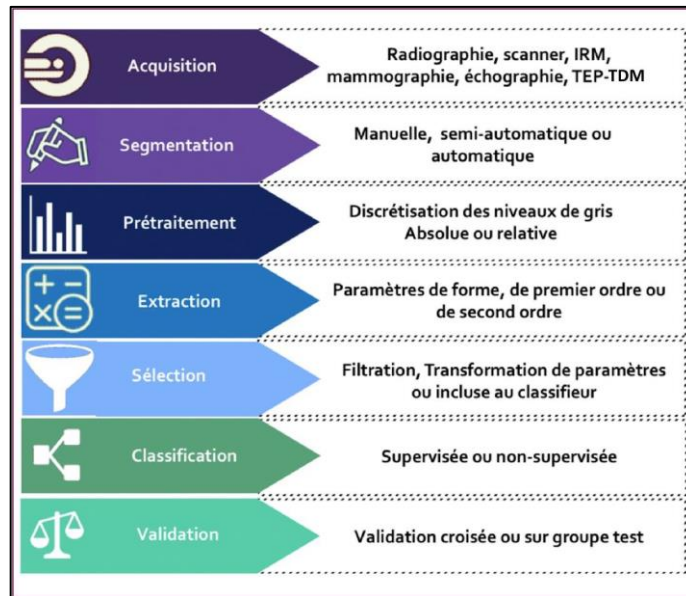 Acquisition
Radiographie, scanner, IRM,
mammographie, échographie, TEP-TDM
Segmentation
Manuelle, semi-automatique ou
automatique
Prétraitement
Discrétisation des niveaux de gris
Absolue ou relative
Extraction
Paramètres de forme, de premier ordre ou
de second ordre
Sélection
Filtration, Transformation de paramètres
ou incluse au classifieur
Classification
Supervisée ou non-supervisée
Validation
Validation croisée ou sur groupe test